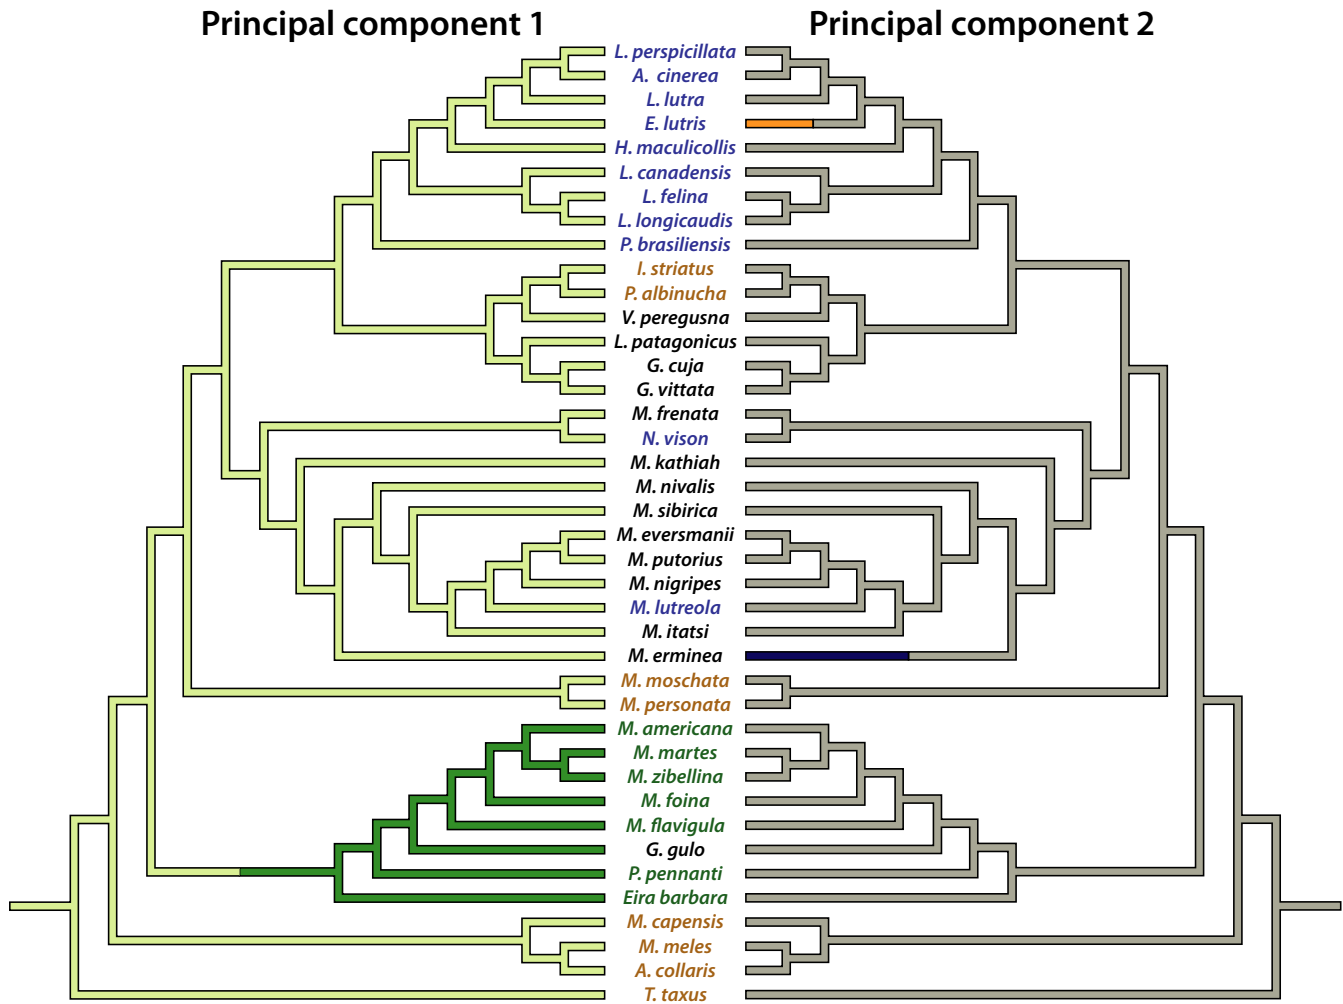 Principal component 1
Principal component 2
L. perspicillata
A. cinerea
L. lutra
E. lutris
H. maculicollis
L. canadensis
L. felina
L. longicaudis
P. brasiliensis
I. striatus
P. albinucha
V. peregusna
L. patagonicus
G. cuja
G. vittata
M. frenata
N. vison
M. kathiah
M. nivalis
M. sibirica
M. eversmanii
M. putorius
M. nigripes
M. lutreola
M. itatsi
M. erminea
M. moschata
M. personata
M. americana
M. martes
M. zibellina
M. foina
M. flavigula
G. gulo
P. pennanti
Eira barbara
M. capensis
M. meles
A. collaris
T. taxus